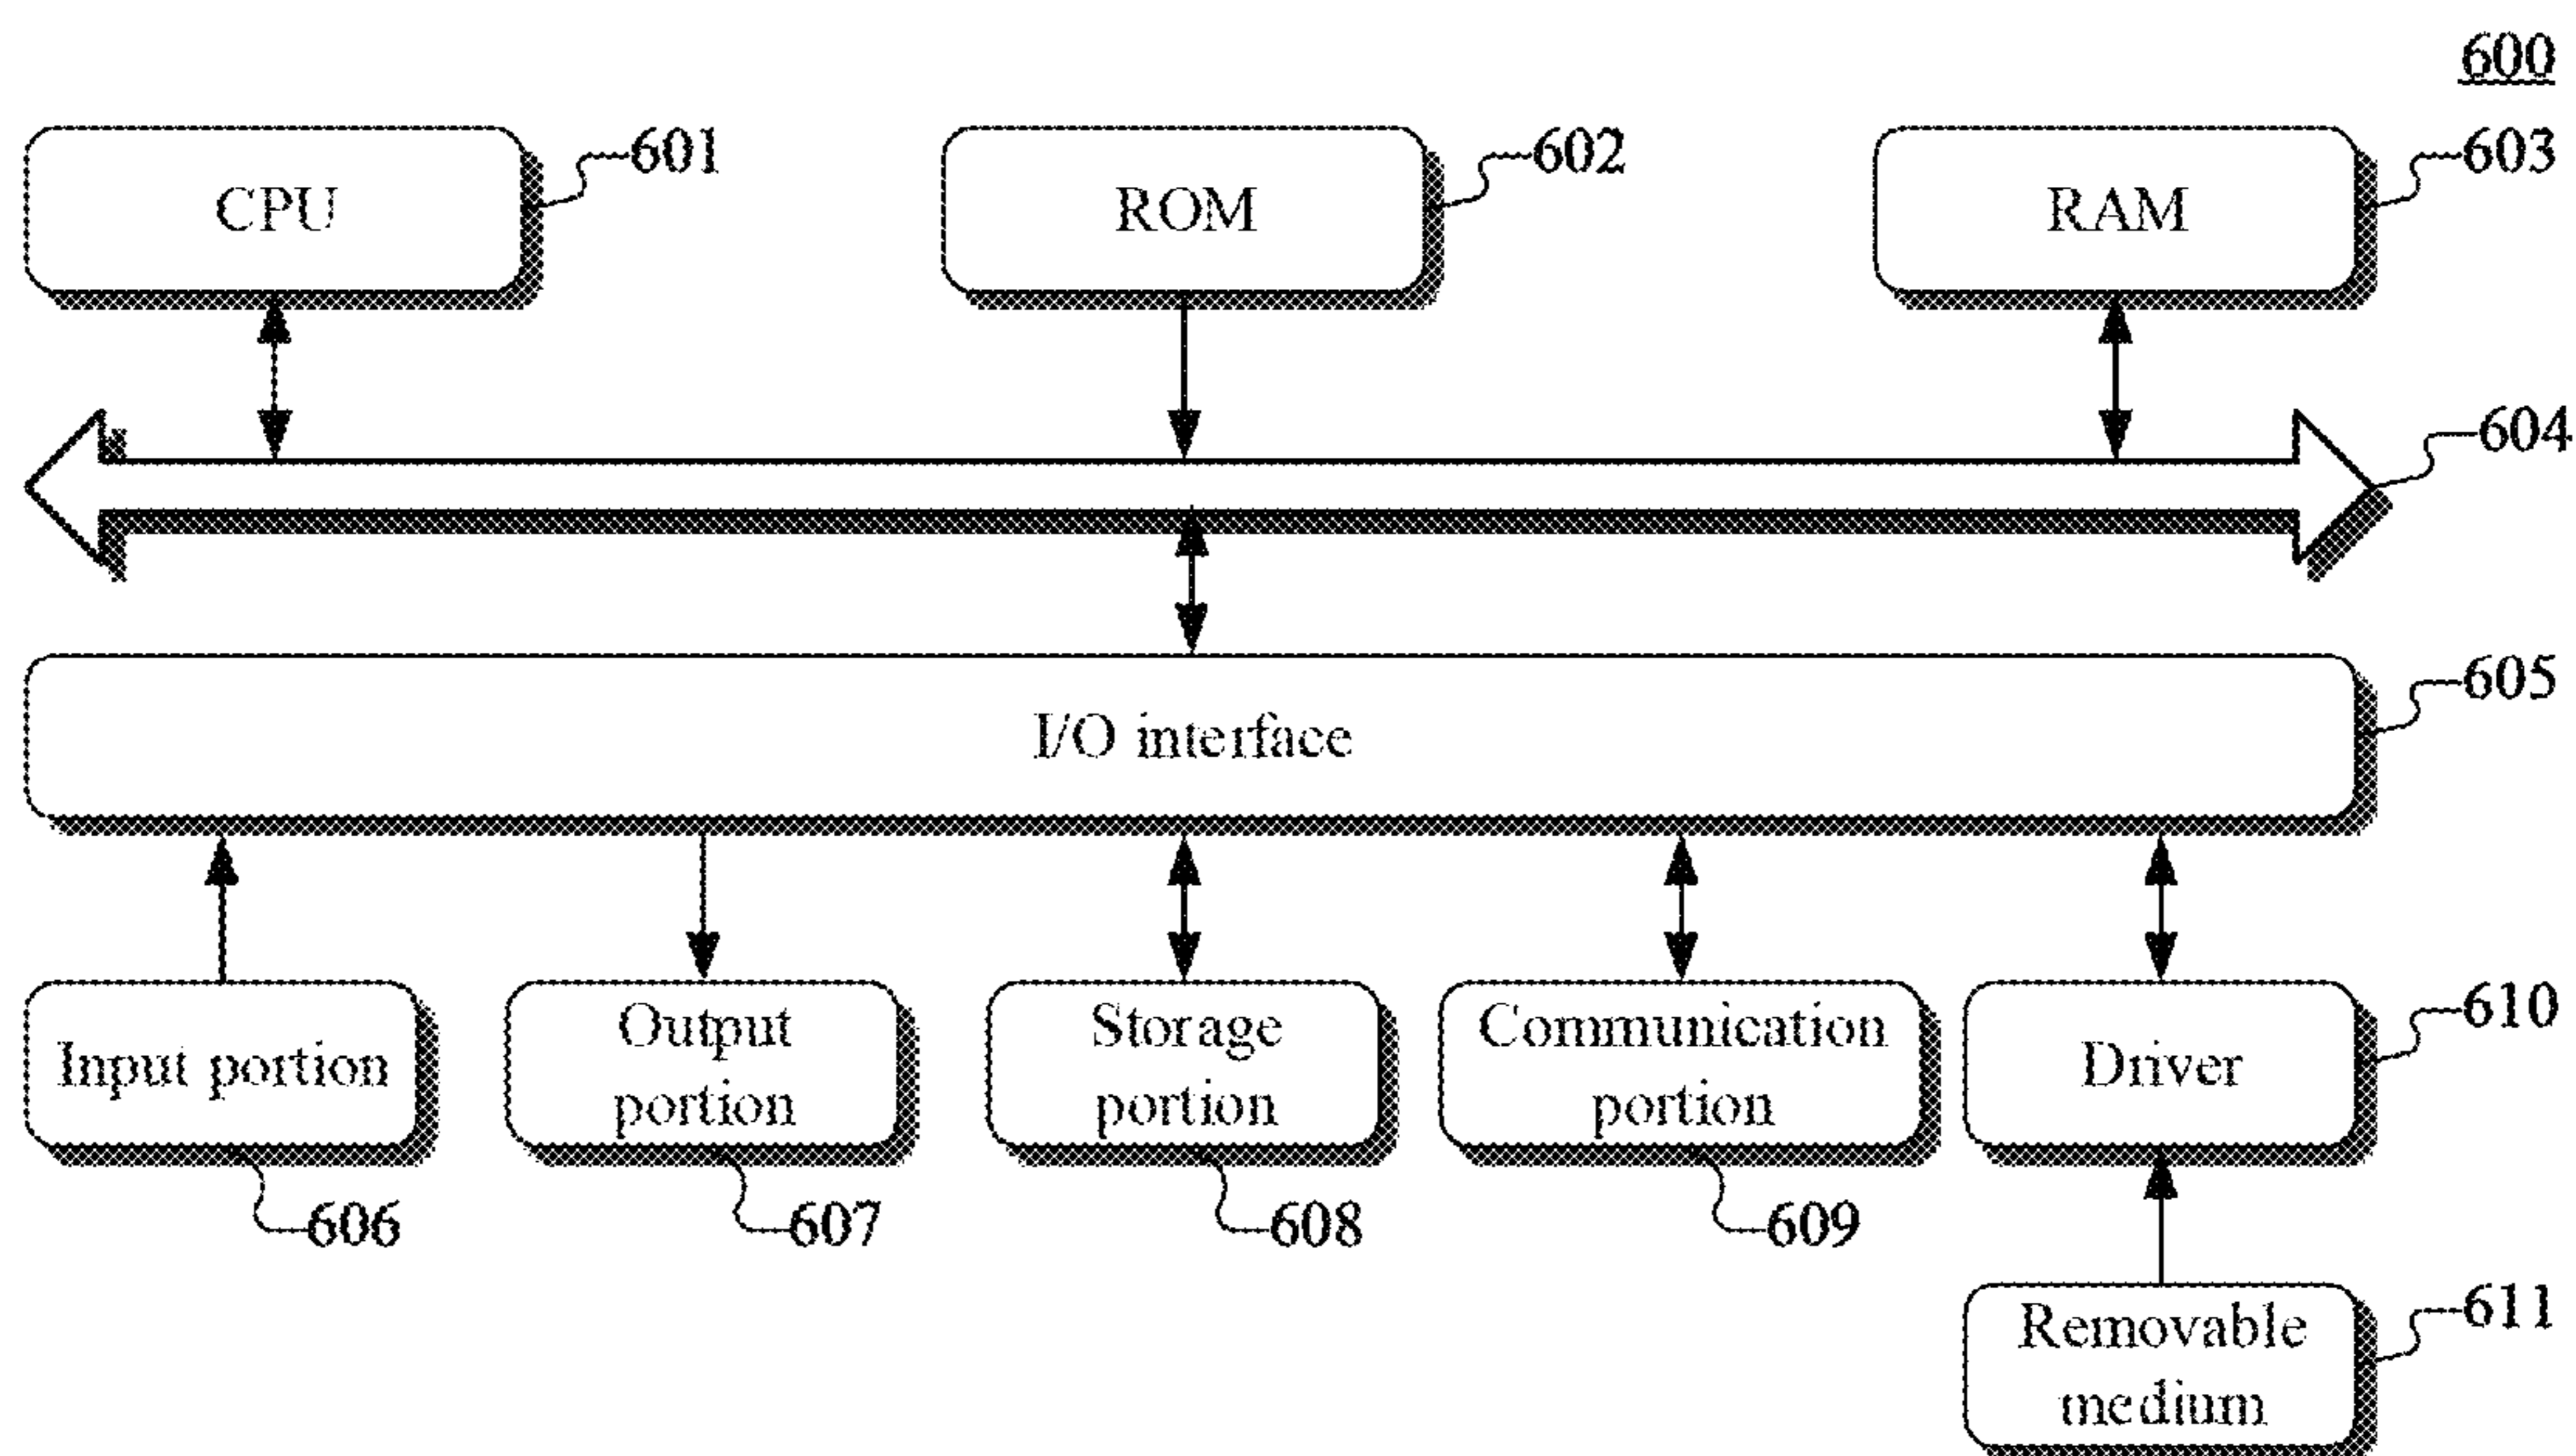 600
CPU
601
ROM
602
RAM
603
604
I/O interface
605
Input portion
606
Output
portion
607
Storage
portion
608
Communication
portion
609
Driver
610
Removable
medium
611